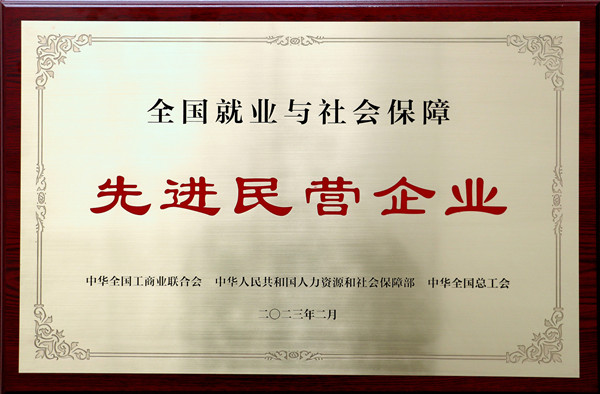 全国就业与社会保障
先进民营企业
中华全国工商业联合会 中华人民共和国人力资源和社会保障部 中华全国总工会
二〇二三年二月